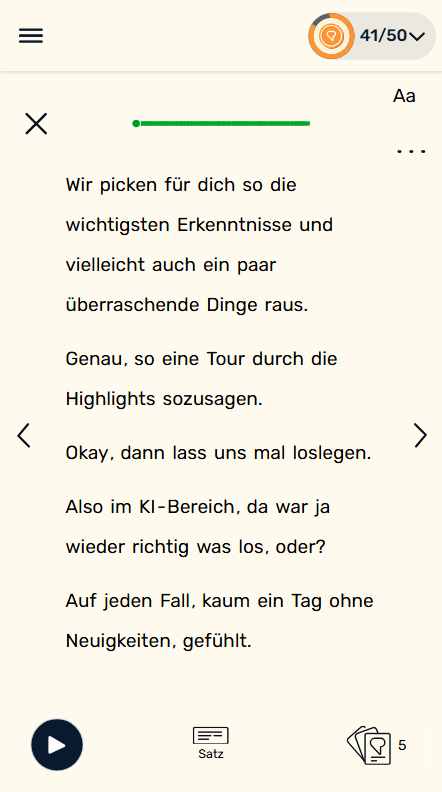 41/50
Aa
Wir picken für dich so die
wichtigsten Erkenntnisse und
vielleicht auch ein paar
überraschende Dinge raus.
Genau, so eine Tour durch die
Highlights sozusagen.
Okay, dann lass uns mal loslegen.
Also im KI-Bereich, da war ja
wieder richtig was los, oder?
Auf jeden Fall, kaum ein Tag ohne
Neuigkeiten, gefühlt.
Satz
5